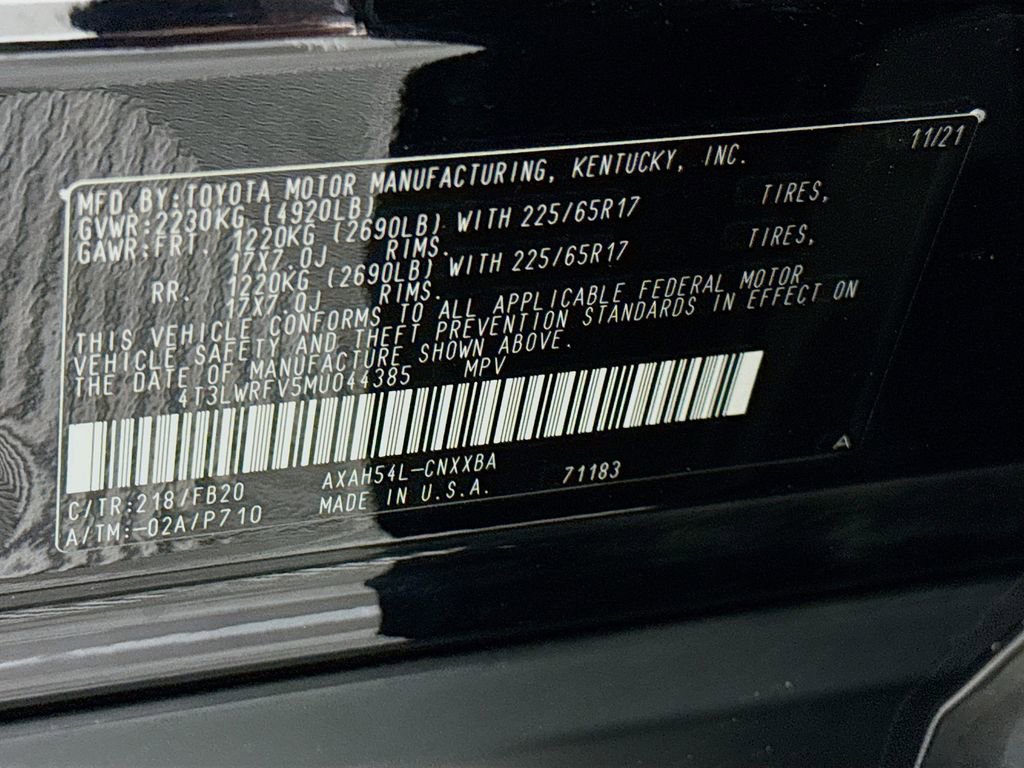 11/21
MFD BY:TOYOTA MOTOR MANUFACTURING, KENTUCKY, INC.
GVWR:2230KG (4920LB)
GAWR:FRT. 1220KG (2690LB) WITH 225/65R17 TIRES,
17X7.0J RIMS.
RR. 1220KG (2690LB) WITH 225/65R17 TIRES,
17X7.0J RIMS.
THIS VEHICLE CONFORMS TO ALL APPLICABLE FEDERAL MOTOR
VEHICLE SAFETY AND THEFT PREVENTION STANDARDS IN EFFECT ON
THE DATE OF MANUFACTURE SHOWN ABOVE.
4T3LWRFV5MU044385 MPV
C/TR:218/FB20 AXAH54L-CNXXBA 71183 A
A/TM:-02A/P710 MADE IN U.S.A.